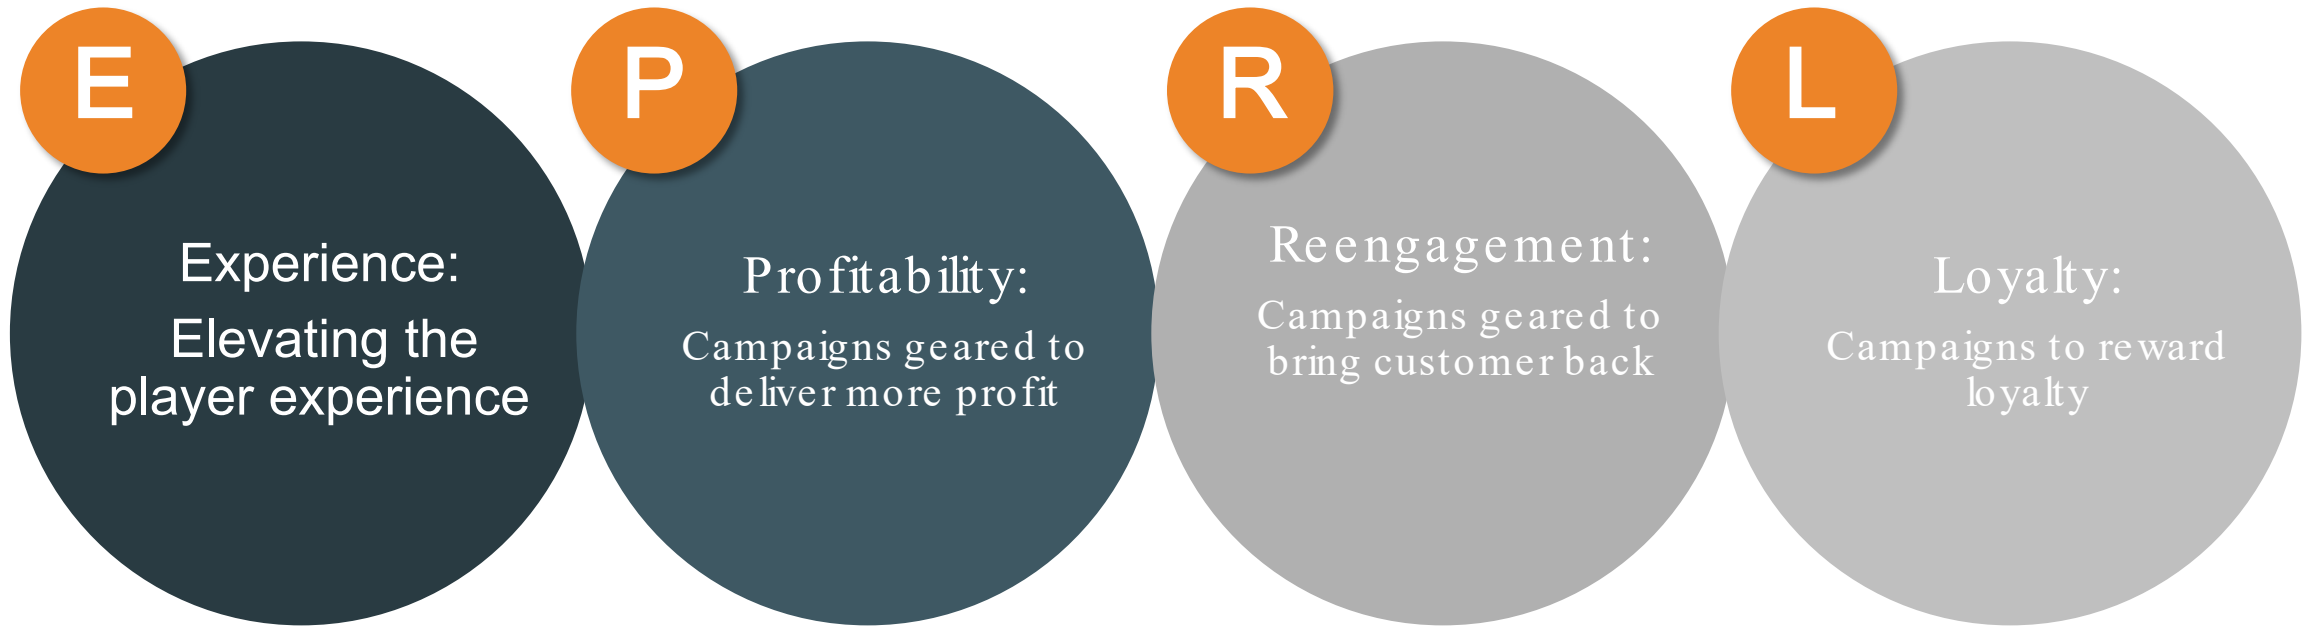 E
Experience:
Elevating the
player experience
P
Profitability:
Campaigns geared to
deliver more profit
R
Reengagement:
Campaigns geared to
bring customer back
L
Loyalty:
Campaigns to reward
loyalty